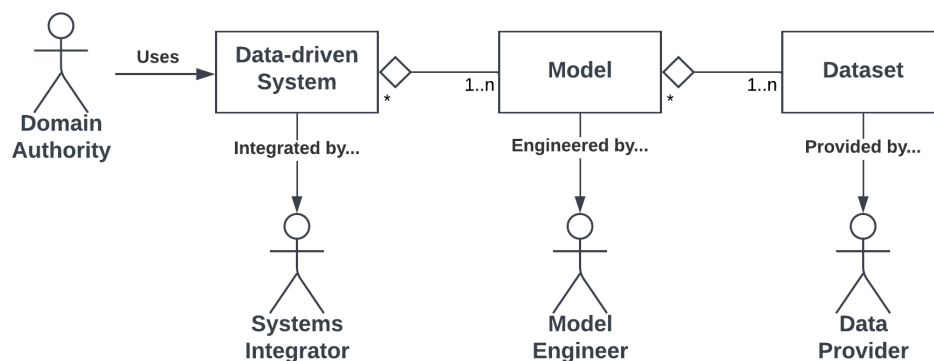 Uses
Data-driven
System
*
1..n
Model
*
1..n
Dataset
Domain
Authority
Integrated by...
Engineered by...
Provided by...
Systems
Integrator
Model
Engineer
Data
Provider